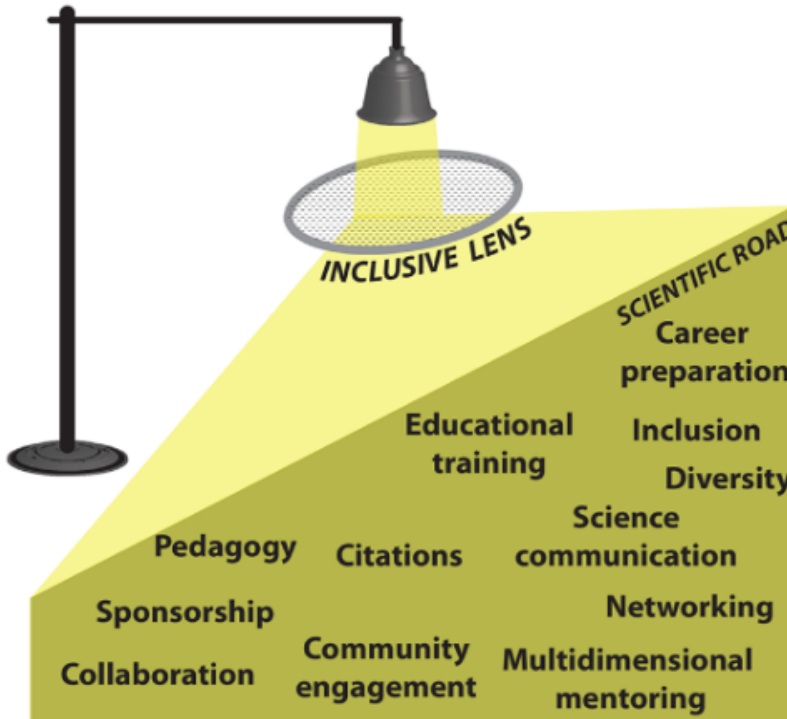 INCLUSIVE LENS
SCIENTIFIC ROAD
Career
preparation
Educational
training
Inclusion
Diversity
Science
communication
Pedagogy
Citations
Sponsorship
Networking
Collaboration
Community
engagement
Multidimensional
mentoring